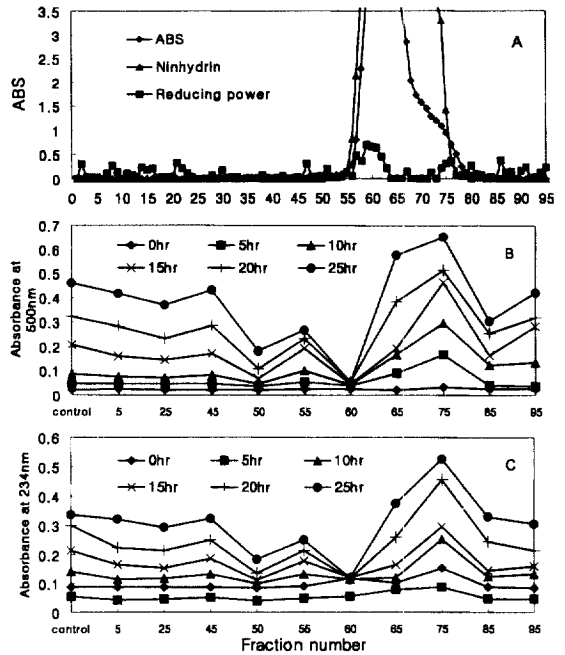 3.5
3
2.5
2
1.5
1
0.5
0
ABS
ABS
Ninhydrin
Reducing power
A
0 5 10 15 20 25 30 35 40 45 50 55 60 65 70 75 80 85 90 95
0.7
0.6
0.5
0.4
0.3
0.2
0.1
0
Absorbance at
500nm
0hr 5hr 10hr
15hr 20hr 25hr
B
control 5 25 45 50 55 60 65 75 85 95
0.6
0.5
0.4
0.3
0.2
0.1
0
Absorbance at 234nm
0hr 5hr 10hr
15hr 20hr 25hr
C
control 5 25 45 50 55 60 65 75 85 95
Fraction number